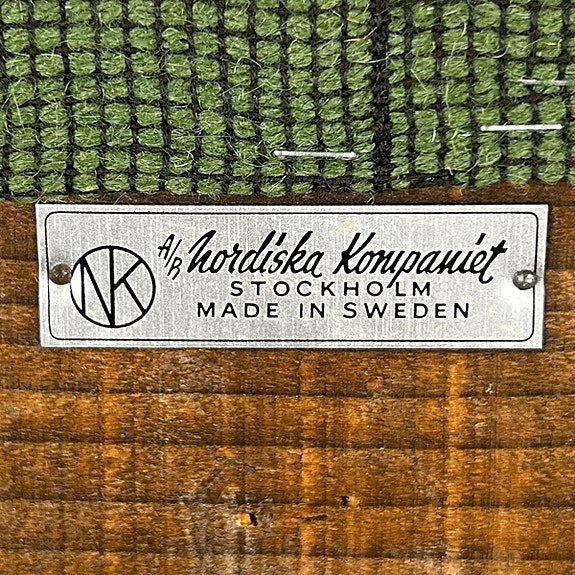 NK
A/B Nordiska Kompaniet
STOCKHOLM
MADE IN SWEDEN